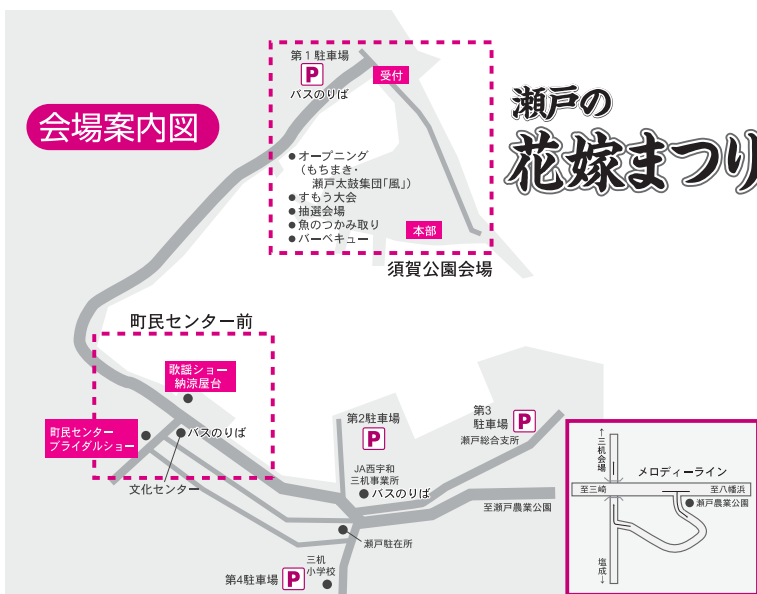 会場案内図
瀬戸の
花嫁まつり
第1駐車場
P
バスのりば
受付
●オープニング
（もちまき・
瀬戸太鼓集団「風」）
●すもう大会
●抽選会場
●魚のつかみ取り
●バーベキュー
本部
須賀公園会場
町民センター前
歌謡ショー
納涼屋台
町民センター
ブライダルショー
バスのりば
文化センター
第2駐車場
P
JA西宇和
三机事業所
バスのりば
第3
駐車場
P
瀬戸総合支所
至瀬戸農業公園
瀬戸駐在所
三机
小学校
第4駐車場
P
←三机会場
メロディーライン
至三崎
至八幡浜
瀬戸農業公園
塩成→